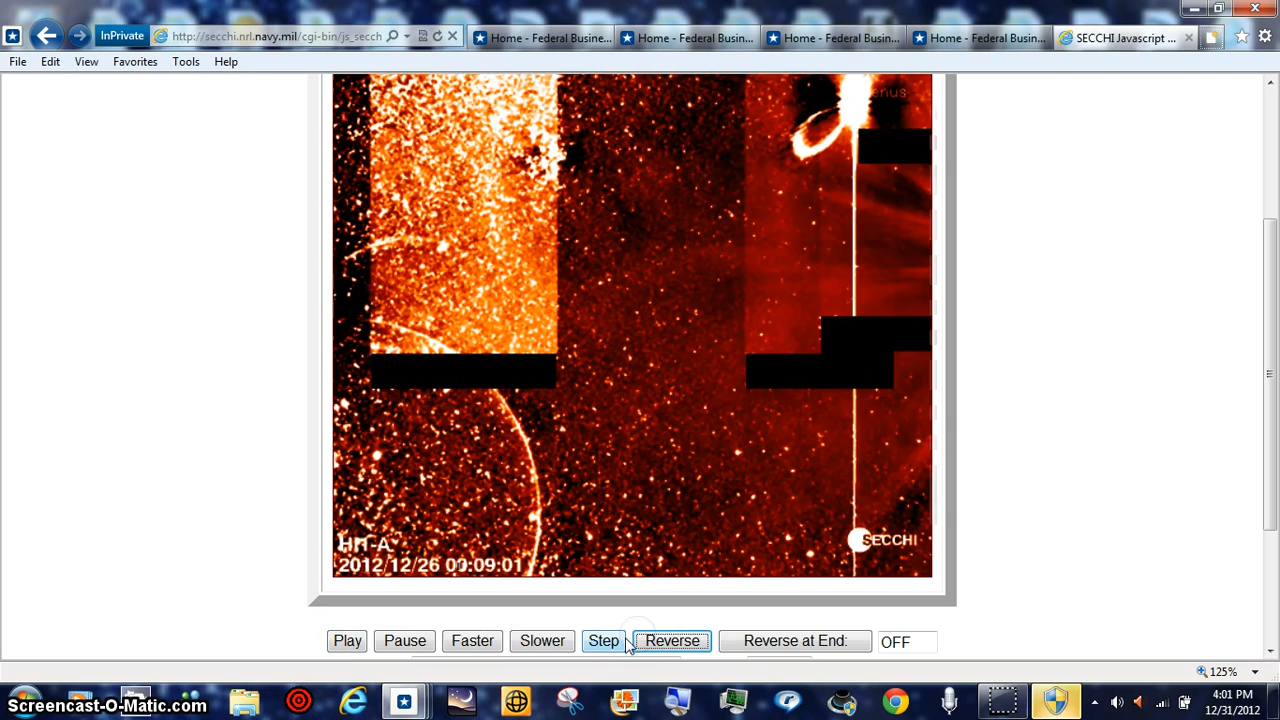 InPrivate
http://secchi.nrl.navy.mil/cgi-bin/js_secch
Home - Federal Busine...
Home - Federal Busin...
Home - Federal Busin...
Home - Federal Busin...
SECCHI Javascript ...
File Edit View Favorites Tools Help
SECCHI
HI1-A
2012/12/26 00:09:01
Play Pause Faster Slower Step Reverse Reverse at End: OFF
125%
4:01 PM
12/31/2012
Screencast-O-Matic.com